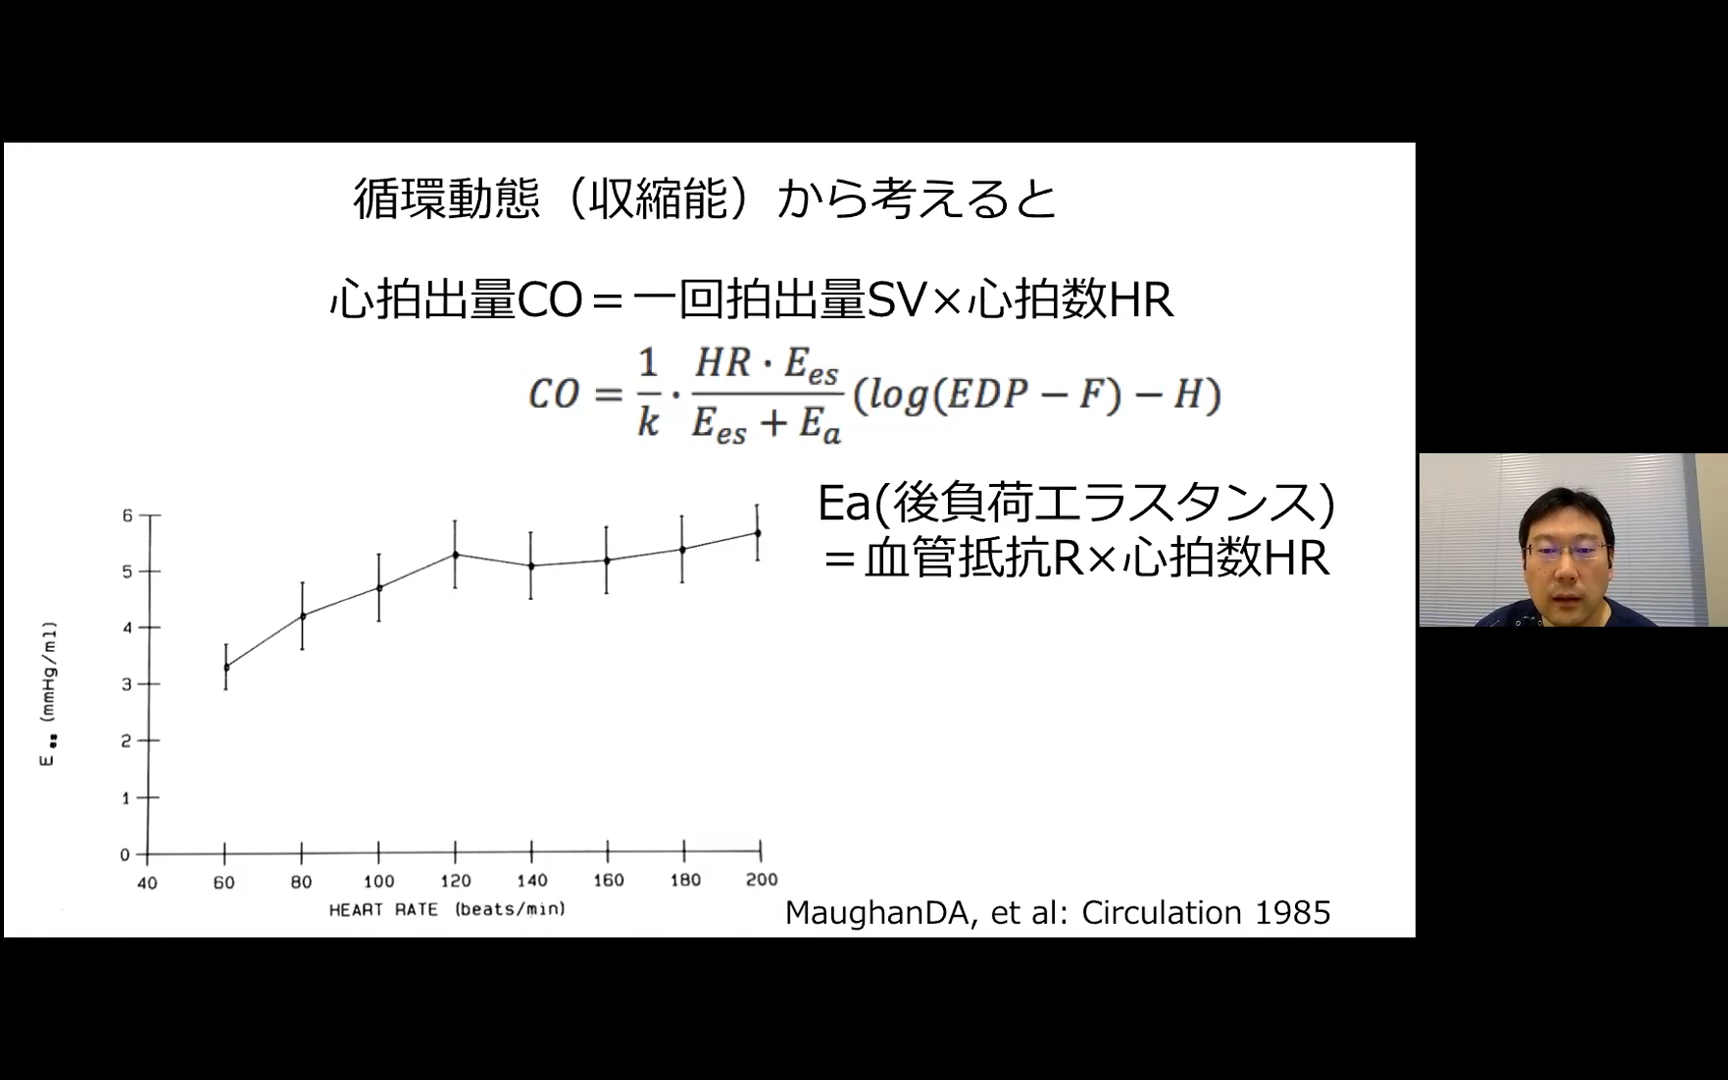 循環動態（収縮能）から考えると
心拍出量CO＝一回拍出量SV×心拍数HR
CO = 1/k · HR · Ees / Ees + Ea (log(EDP − F) − H)
Ea(後負荷エラスタンス)
＝血管抵抗R×心拍数HR
6
5
4
3
2
1
0
Ees (mmHg/ml)
40 60 80 100 120 140 160 180 200
HEART RATE (beats/min)
MaughanDA, et al: Circulation 1985